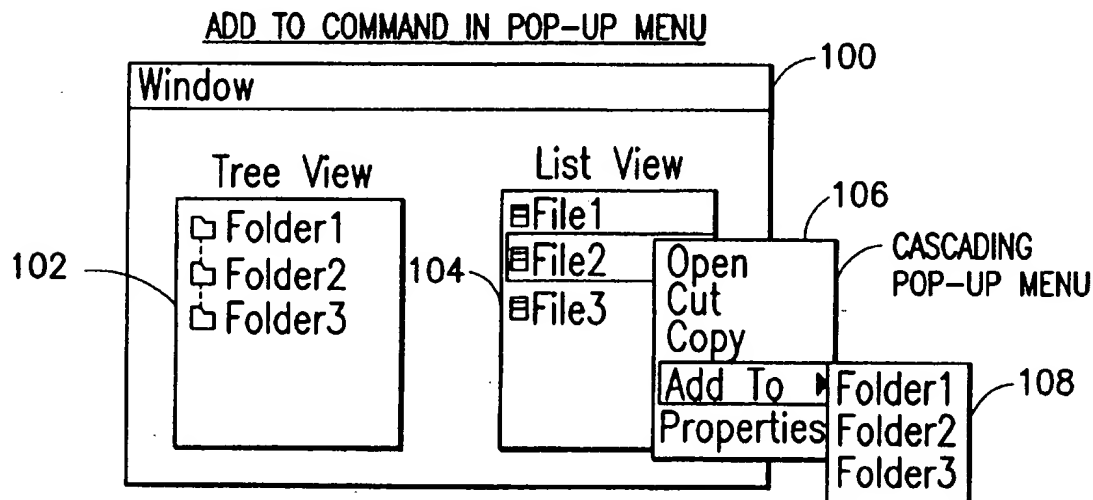 ADD TO COMMAND IN POP-UP MENU
100
Window
Tree View
List View
102
Folder1
Folder2
Folder3
104
File1
File2
File3
106
CASCADING
POP-UP MENU
Open
Cut
Copy
Add To
Properties
108
Folder1
Folder2
Folder3